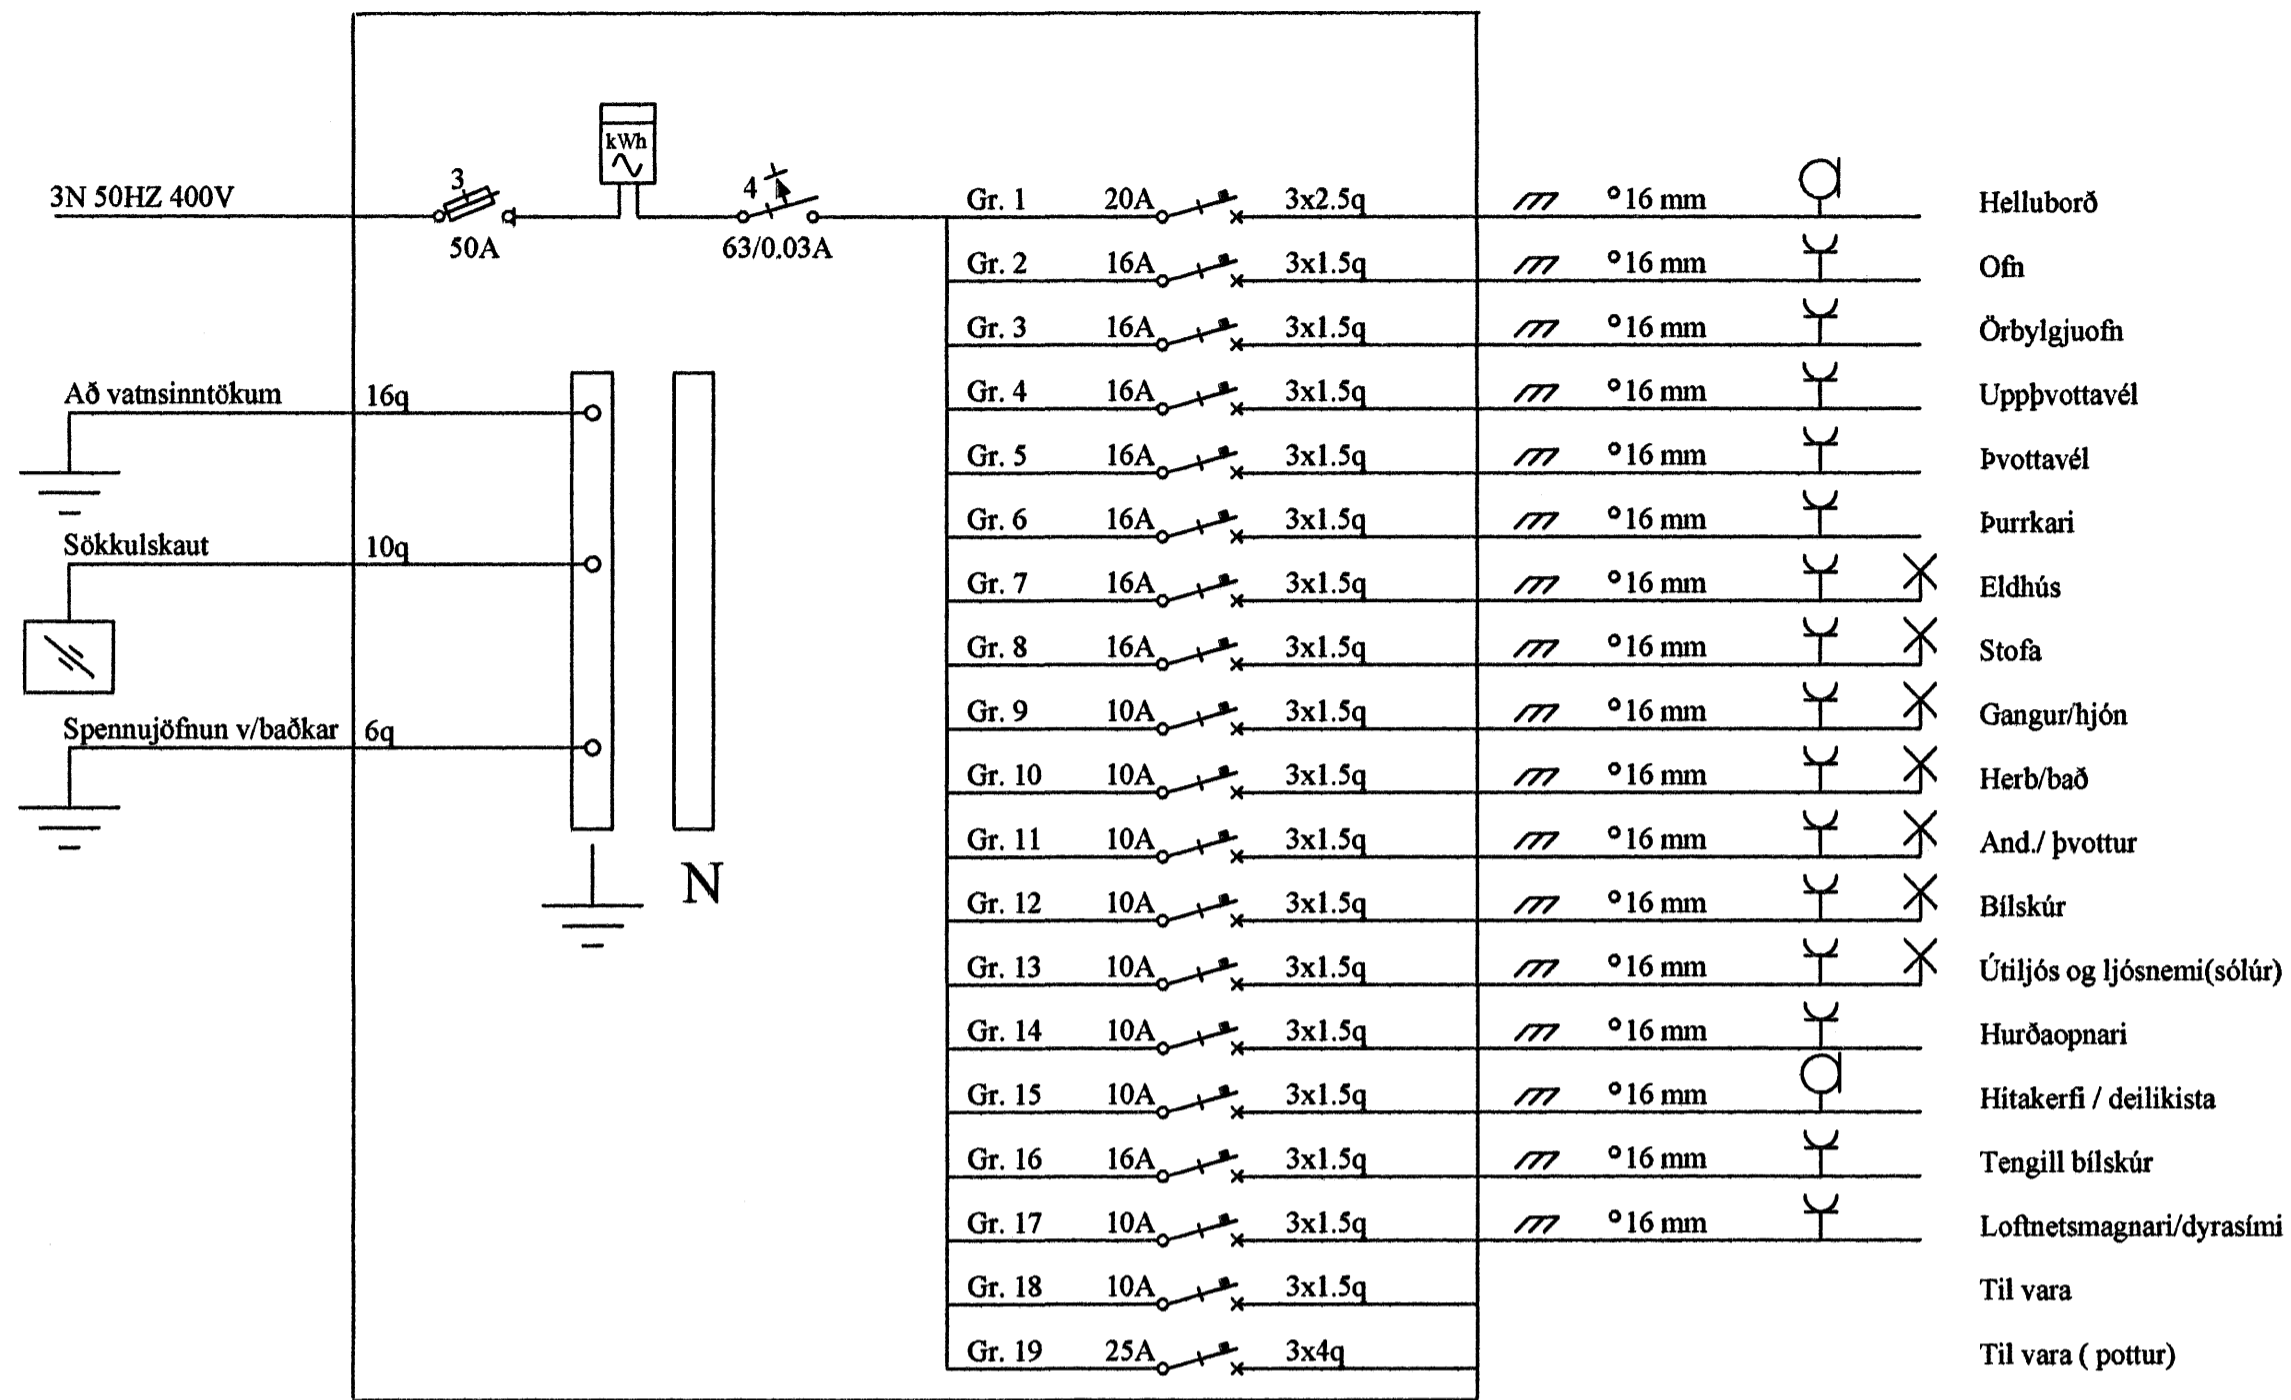 kWh
3N 50HZ 400V
3
50A
4
63/0.03A
Gr. 1 20A 3x2.5q °16 mm Helluborð
Gr. 2 16A 3x1.5q °16 mm Ofn
Gr. 3 16A 3x1.5q °16 mm Örbylgjuofn
Gr. 4 16A 3x1.5q °16 mm Uppþvottavél
Gr. 5 16A 3x1.5q °16 mm Þvottavél
Gr. 6 16A 3x1.5q °16 mm Þurrkari
Gr. 7 16A 3x1.5q °16 mm Eldhús
Gr. 8 16A 3x1.5q °16 mm Stofa
Gr. 9 10A 3x1.5q °16 mm Gangur/hjón
Gr. 10 10A 3x1.5q °16 mm Herb/bað
Gr. 11 10A 3x1.5q °16 mm And./ þvottur
Gr. 12 10A 3x1.5q °16 mm Bílskúr
Gr. 13 10A 3x1.5q °16 mm Útiljós og ljósnemi(sólúr)
Gr. 14 10A 3x1.5q °16 mm Hurðaopnari
Gr. 15 10A 3x1.5q °16 mm Hitakerfi / deilikista
Gr. 16 16A 3x1.5q °16 mm Tengill bílskúr
Gr. 17 10A 3x1.5q °16 mm Loftnetsmagnari/dyrasími
Gr. 18 10A 3x1.5q Til vara
Gr. 19 25A 3x4q Til vara ( pottur)
Að vatnsinntökum 16q
Sökkulskaut 10q
Spennujöfnun v/baðkar 6q
N